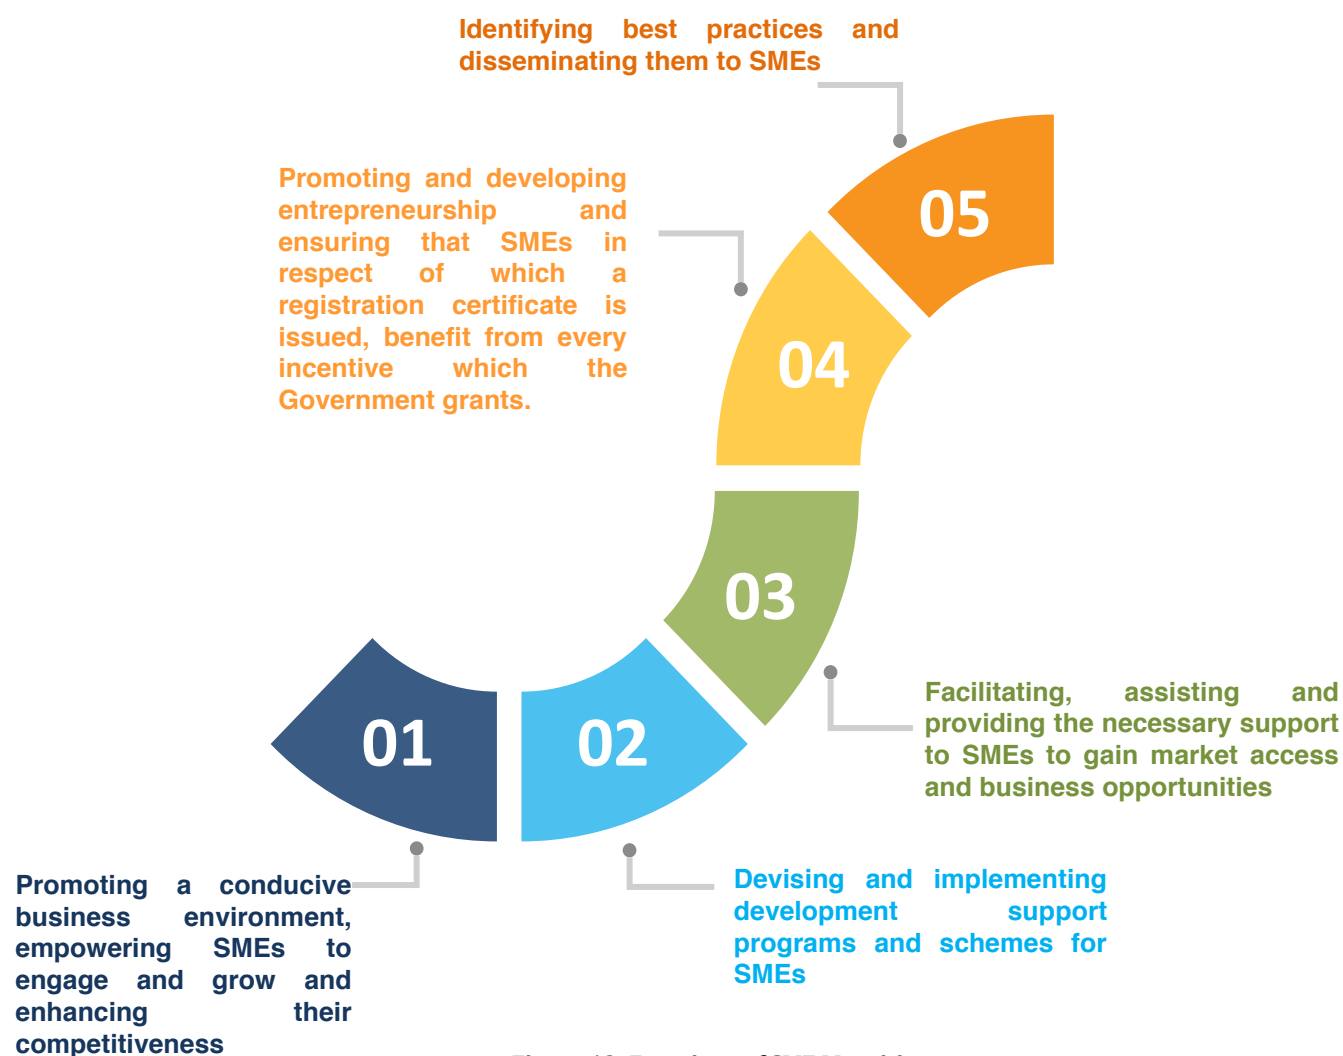 Identifying best practices and
disseminating them to SMEs
05
Promoting and developing
entrepreneurship and
ensuring that SMEs in
respect of which a
registration certificate is
issued, benefit from every
incentive which the
Government grants.
04
03
Facilitating, assisting and
providing the necessary support
to SMEs to gain market access
and business opportunities
01
02
Promoting a conducive
business environment,
empowering SMEs to
engage and grow and
enhancing their
competitiveness
Devising and implementing
development support
programs and schemes for
SMEs